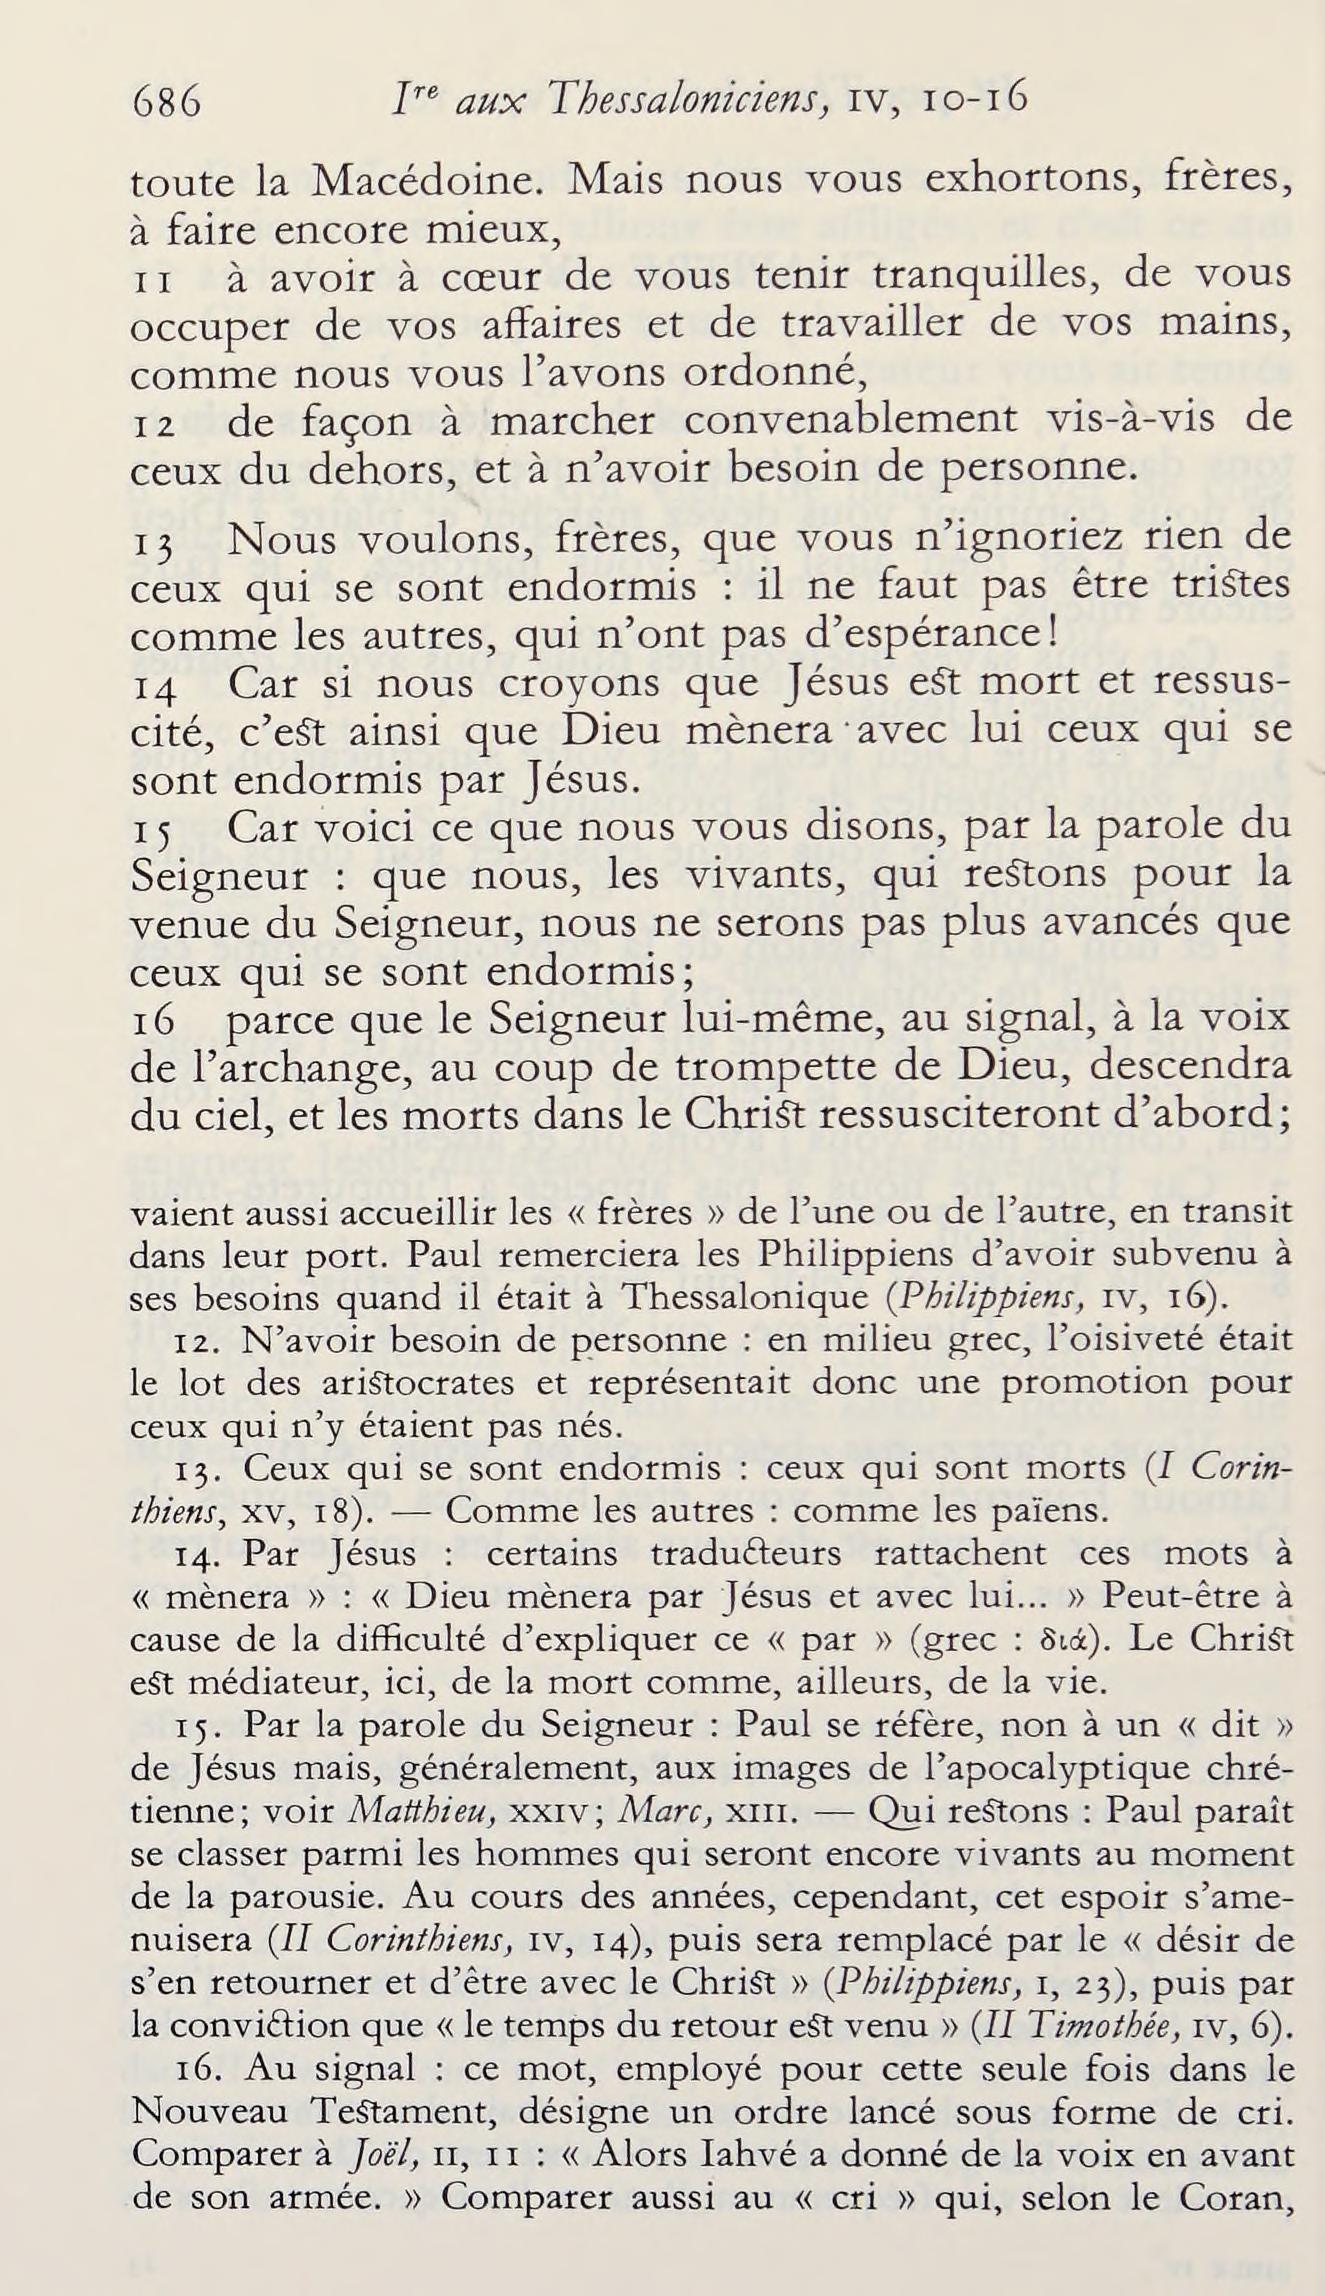 686 Iʳᵉ aux Thessaloniciens, IV, 10-16
toute la Macédoine. Mais nous vous exhortons, frères,
à faire encore mieux,
11 à avoir à cœur de vous tenir tranquilles, de vous
occuper de vos affaires et de travailler de vos mains,
comme nous vous l'avons ordonné,
12 de façon à marcher convenablement vis-à-vis de
ceux du dehors, et à n'avoir besoin de personne.
13 Nous voulons, frères, que vous n'ignoriez rien de
ceux qui se sont endormis : il ne faut pas être tristes
comme les autres, qui n'ont pas d'espérance!
14 Car si nous croyons que Jésus est mort et ressus-
cité, c'est ainsi que Dieu mènera avec lui ceux qui se
sont endormis par Jésus.
15 Car voici ce que nous vous disons, par la parole du
Seigneur : que nous, les vivants, qui restons pour la
venue du Seigneur, nous ne serons pas plus avancés que
ceux qui se sont endormis;
16 parce que le Seigneur lui-même, au signal, à la voix
de l'archange, au coup de trompette de Dieu, descendra
du ciel, et les morts dans le Christ ressusciteront d'abord;
vaient aussi accueillir les « frères » de l'une ou de l'autre, en transit
dans leur port. Paul remerciera les Philippiens d'avoir subvenu à
ses besoins quand il était à Thessalonique (Philippiens, IV, 16).
12. N'avoir besoin de personne : en milieu grec, l'oisiveté était
le lot des aristocrates et représentait donc une promotion pour
ceux qui n'y étaient pas nés.
13. Ceux qui se sont endormis : ceux qui sont morts (I Corin-
thiens, XV, 18). — Comme les autres : comme les païens.
14. Par Jésus : certains traducteurs rattachent ces mots à
« mènera » : « Dieu mènera par Jésus et avec lui... » Peut-être à
cause de la difficulté d'expliquer ce « par » (grec : διά). Le Christ
est médiateur, ici, de la mort comme, ailleurs, de la vie.
15. Par la parole du Seigneur : Paul se réfère, non à un « dit »
de Jésus mais, généralement, aux images de l'apocalyptique chré-
tienne; voir Matthieu, XXIV; Marc, XIII. — Qui restons : Paul paraît
se classer parmi les hommes qui seront encore vivants au moment
de la parousie. Au cours des années, cependant, cet espoir s'ame-
nuisera (II Corinthiens, IV, 14), puis sera remplacé par le « désir de
s'en retourner et d'être avec le Christ » (Philippiens, I, 23), puis par
la conviction que « le temps du retour est venu » (II Timothée, IV, 6).
16. Au signal : ce mot, employé pour cette seule fois dans le
Nouveau Testament, désigne un ordre lancé sous forme de cri.
Comparer à Joël, II, 11 : « Alors Iahvé a donné de la voix en avant
de son armée. » Comparer aussi au « cri » qui, selon le Coran,